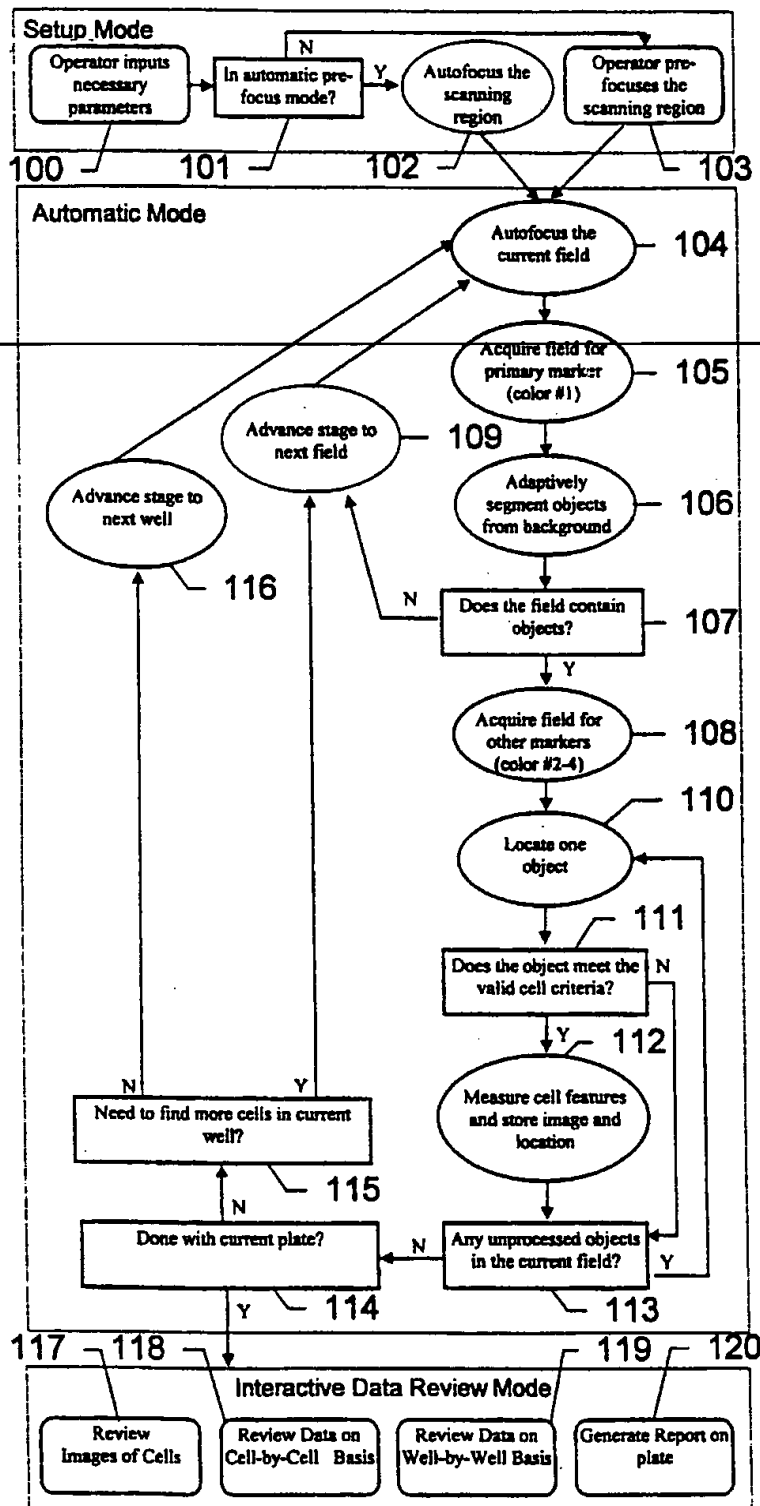 Setup Mode
N
Operator inputs
necessary
parameters
In automatic pre-
focus mode?
Y
Autofocus the
scanning
region
Operator pre-
focuses the
scanning region
100
101
102
103
Automatic Mode
Autofocus the
current field
104
Acquire field for
primary marker
(color #1)
105
Advance stage to
next field
109
Advance stage to
next well
116
Adaptively
segment objects
from background
106
N
Does the field contain
objects?
107
Y
Acquire field for
other markers
(color #2-4)
108
110
Locate one
object
111
Does the object meet the
valid cell criteria?
N
Y
112
Measure cell features
and store image and
location
N
Y
Need to find more cells in current
well?
115
N
Done with current plate?
N
Any unprocessed objects
in the current field?
Y
114
113
Y
117
118
119
120
Interactive Data Review Mode
Review
Images of Cells
Review Data on
Cell-by-Cell Basis
Review Data on
Well-by-Well Basis
Generate Report on
plate